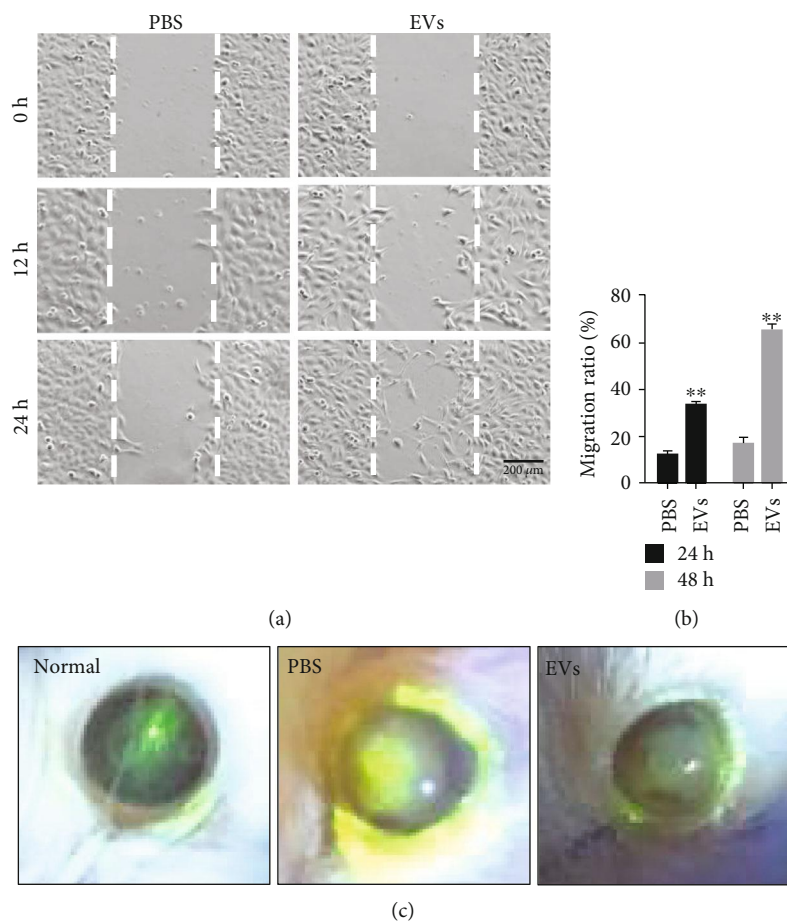 PBS
EVs
0 h
12 h
24 h
200 μm
(a)
Migration ratio (%)
80
60
40
20
0
**
**
PBS
EVs
PBS
EVs
24 h
48 h
(b)
Normal
PBS
EVs
(c)